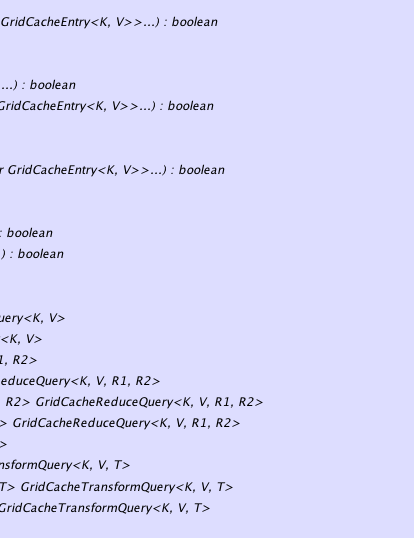 GridCacheEntry<K, V>>...) : boolean
...) : boolean
GridCacheEntry<K, V>>...) : boolean
r GridCacheEntry<K, V>>...) : boolean
: boolean
) : boolean
uery<K, V>
<K, V>
1, R2>
educeQuery<K, V, R1, R2>
, R2> GridCacheReduceQuery<K, V, R1, R2>
> GridCacheReduceQuery<K, V, R1, R2>
>
nsformQuery<K, V, T>
T> GridCacheTransformQuery<K, V, T>
GridCacheTransformQuery<K, V, T>